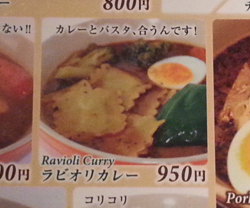 800円
ない!!
カレーとパスタ、合うんです!
Ravioli Curry
ラビオリカレー 950円
00円
コリコリ
Por